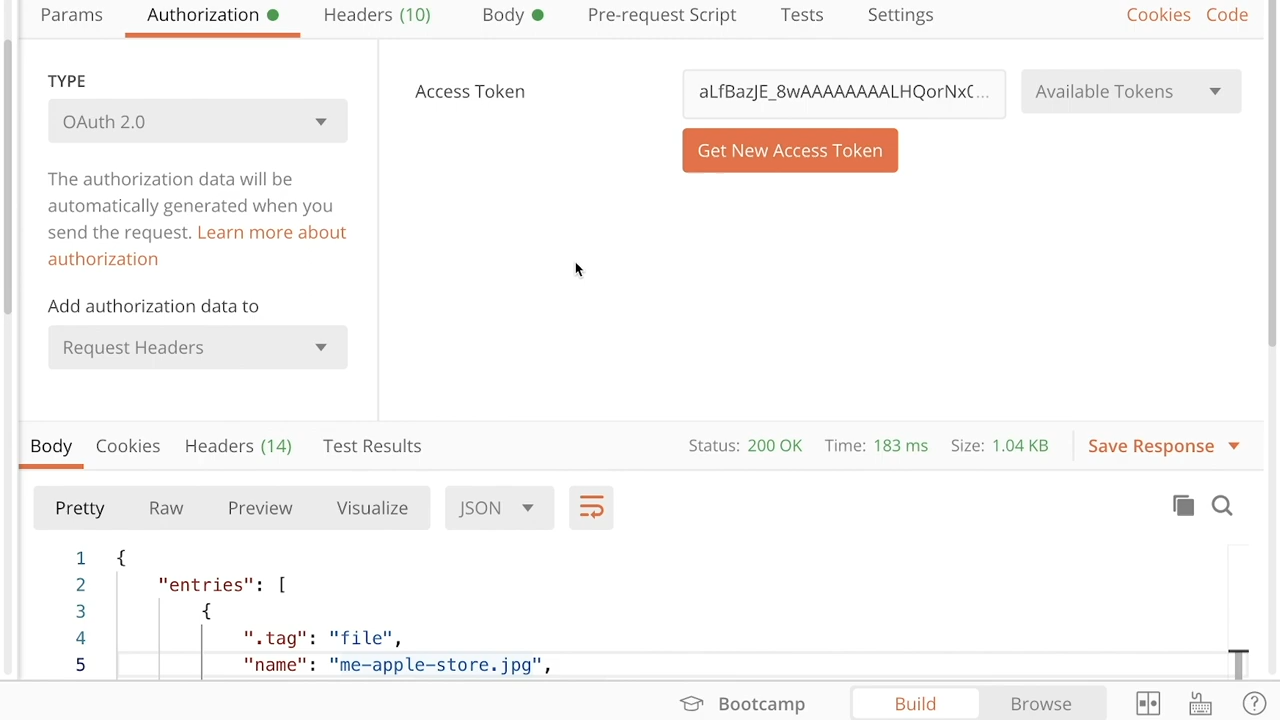 Params Authorization Headers (10) Body Pre-request Script Tests Settings Cookies Code
TYPE
OAuth 2.0
The authorization data will be
automatically generated when you
send the request. Learn more about
authorization
Add authorization data to
Request Headers
Access Token aLfBazJE_8wAAAAAAAALHQorNx0... Available Tokens
Get New Access Token
Body Cookies Headers (14) Test Results Status: 200 OK Time: 183 ms Size: 1.04 KB Save Response
Pretty Raw Preview Visualize JSON
1 {
2 "entries": [
3 {
4 ".tag": "file",
5 "name": "me-apple-store.jpg",
Bootcamp Build Browse ?